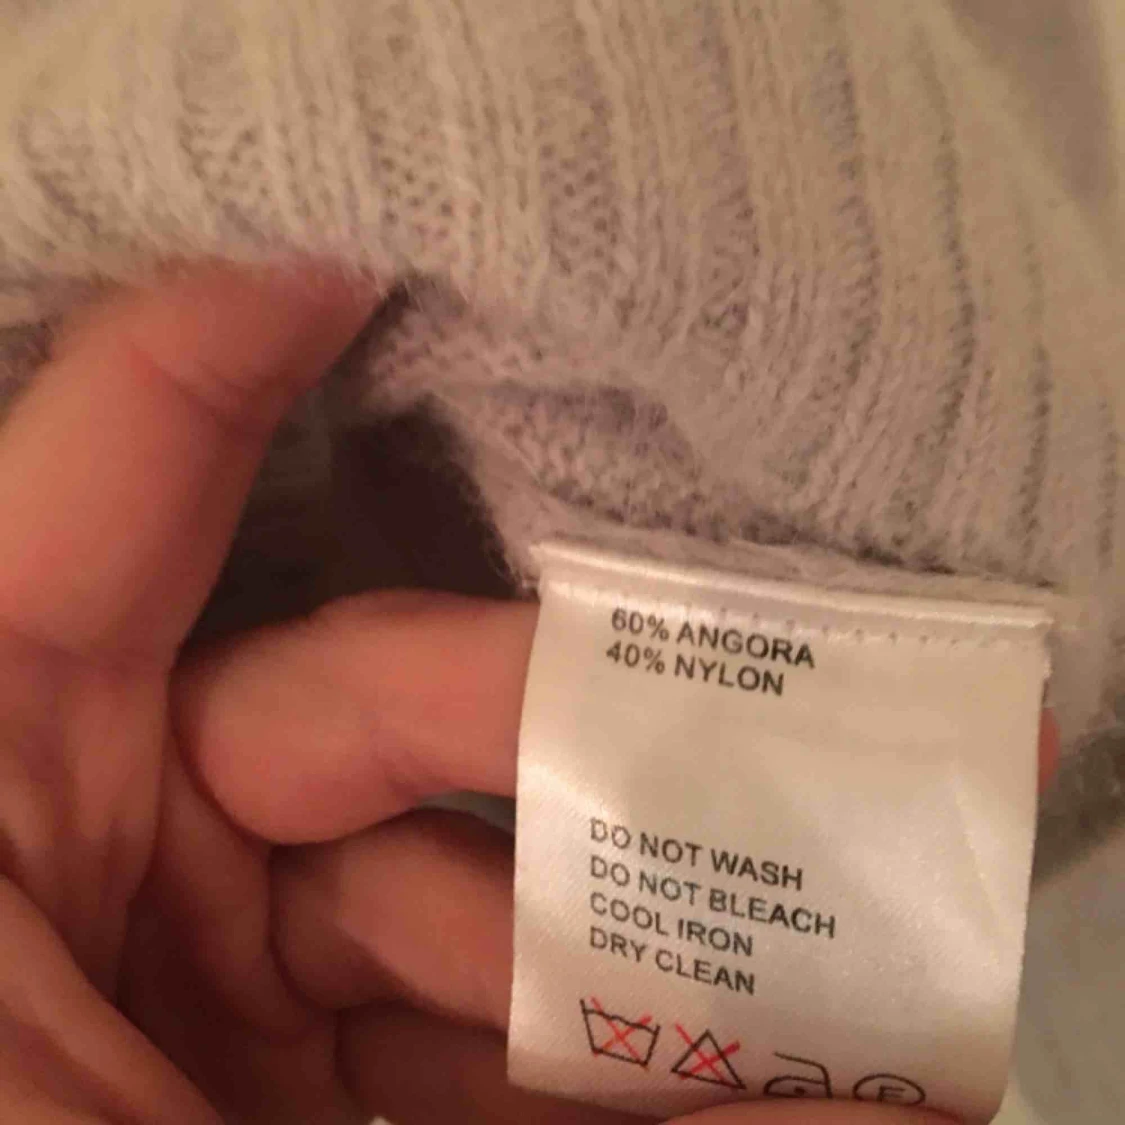 60% ANGORA
40% NYLON
DO NOT WASH
DO NOT BLEACH
COOL IRON
DRY CLEAN
F